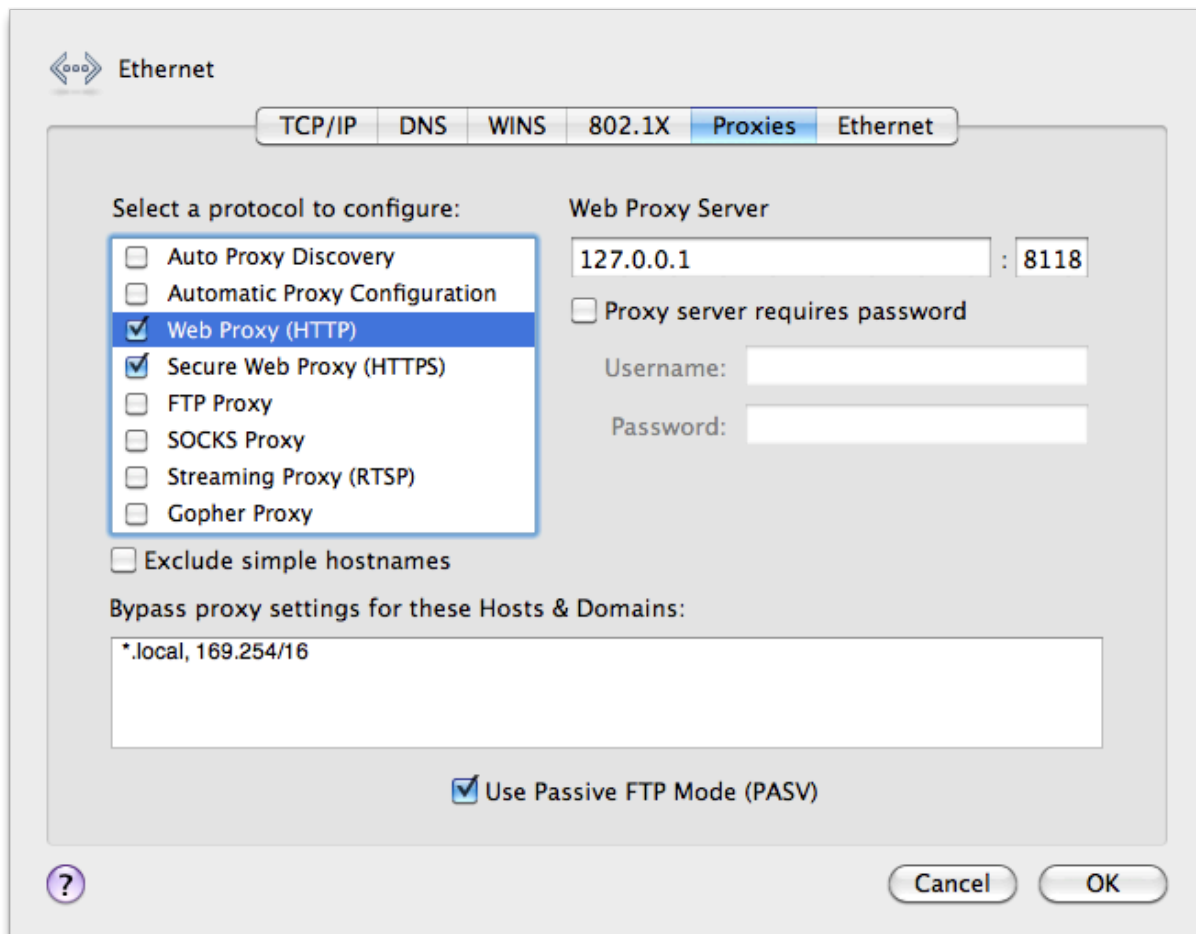 Ethernet
TCP/IP DNS WINS 802.1X Proxies Ethernet
Select a protocol to configure:
Auto Proxy Discovery
Automatic Proxy Configuration
Web Proxy (HTTP)
Secure Web Proxy (HTTPS)
FTP Proxy
SOCKS Proxy
Streaming Proxy (RTSP)
Gopher Proxy
Exclude simple hostnames
Web Proxy Server
127.0.0.1 : 8118
Proxy server requires password
Username:
Password:
Bypass proxy settings for these Hosts & Domains:
*.local, 169.254/16
Use Passive FTP Mode (PASV)
? Cancel OK